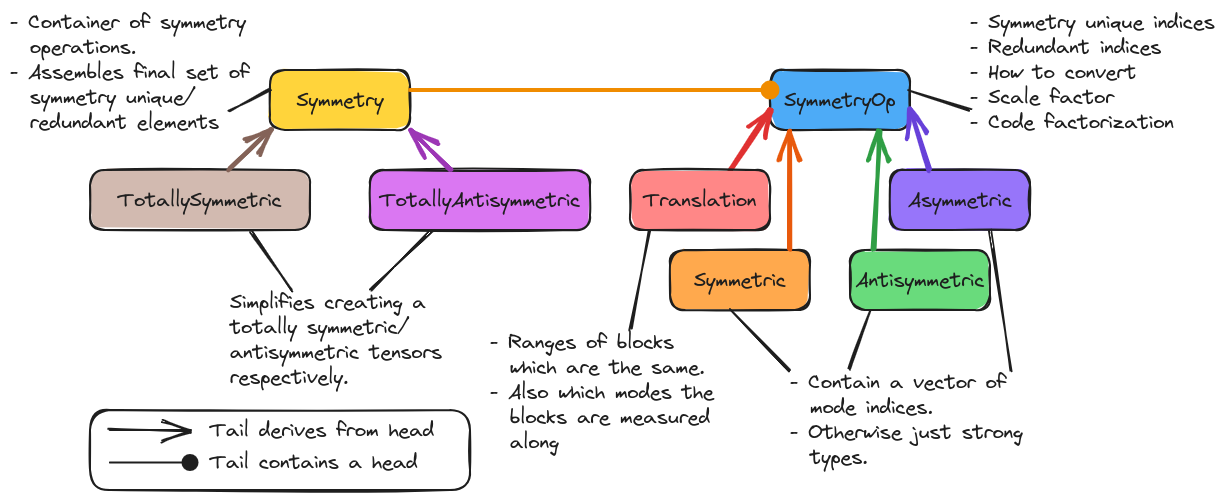 - Container of symmetry
operations.
- Assembles final set of
symmetry unique/
redundant elements
Symmetry
SymmetryOp
- Symmetry unique indices
- Redundant indices
- How to convert
- Scale factor
- Code factorization
TotallySymmetric
TotallyAntisymmetric
Translation
Asymmetric
Symmetric
Antisymmetric
Simplifies creating a
totally symmetric/
antisymmetric tensors
respectively.
- Ranges of blocks
which are the same.
- Also which modes the
blocks are measured
along
- Contain a vector of
mode indices.
- Otherwise just strong
types.
Tail derives from head
Tail contains a head